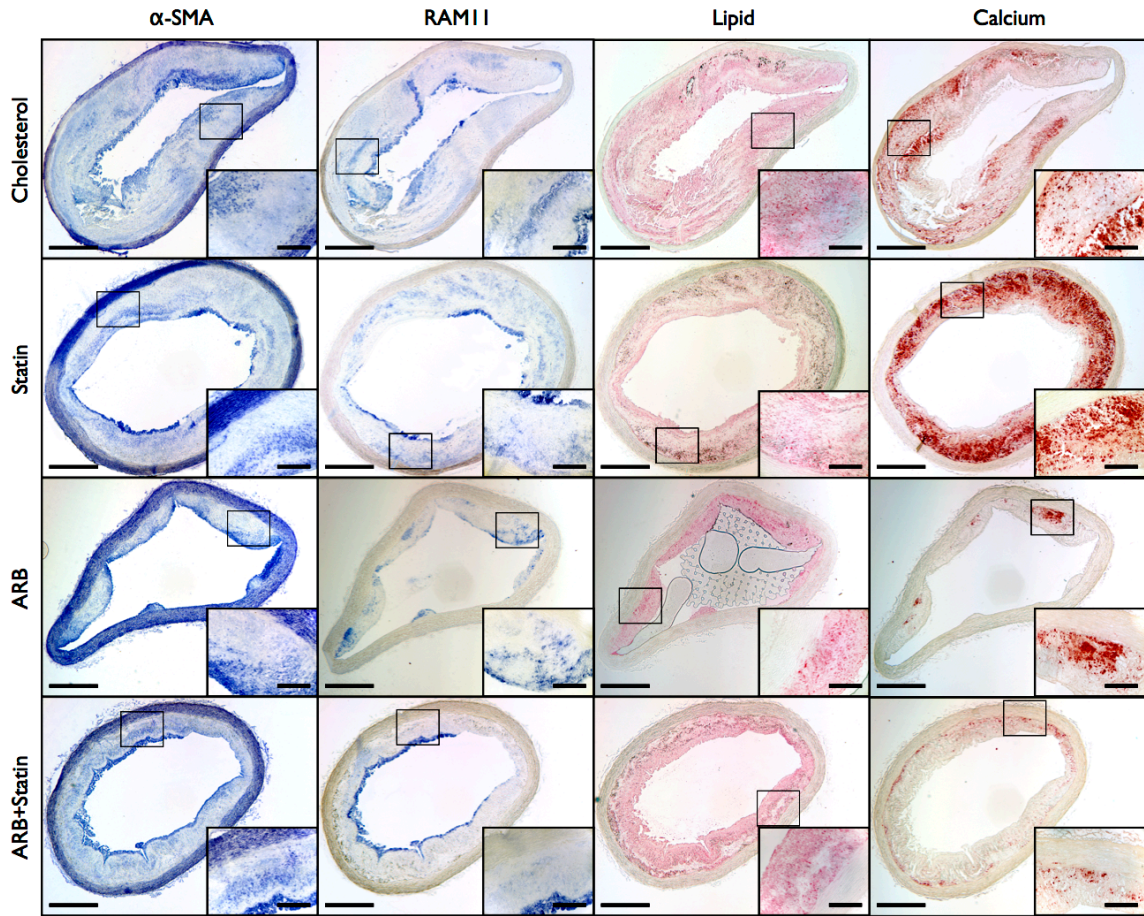 α-SMA RAM11 Lipid Calcium
Cholesterol
Statin
ARB
ARB+Statin